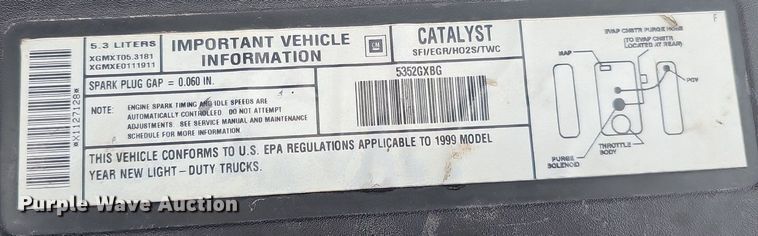 *X1127128*
5.3 LITERS
XGMXT05.3181
XGMXE0111911
IMPORTANT VEHICLE
INFORMATION
GM
CATALYST
SFI/EGR/HO2S/TWC
SPARK PLUG GAP = 0.060 IN.
5352GXBG
NOTE: ENGINE SPARK TIMING AND IDLE SPEEDS ARE
AUTOMATICALLY CONTROLLED. DO NOT ATTEMPT
ADJUSTMENTS. SEE SERVICE MANUAL AND MAINTENANCE
SCHEDULE FOR MORE INFORMATION.
THIS VEHICLE CONFORMS TO U.S. EPA REGULATIONS APPLICABLE TO 1999 MODEL
YEAR NEW LIGHT-DUTY TRUCKS.
F
EVAP CNSTR PURGE HOSE
(TO EVAP CNSTR
LOCATED AT REAR)
MAP
PCV
PURGE
SOLENOID
THROTTLE
BODY
Purple Wave Auction